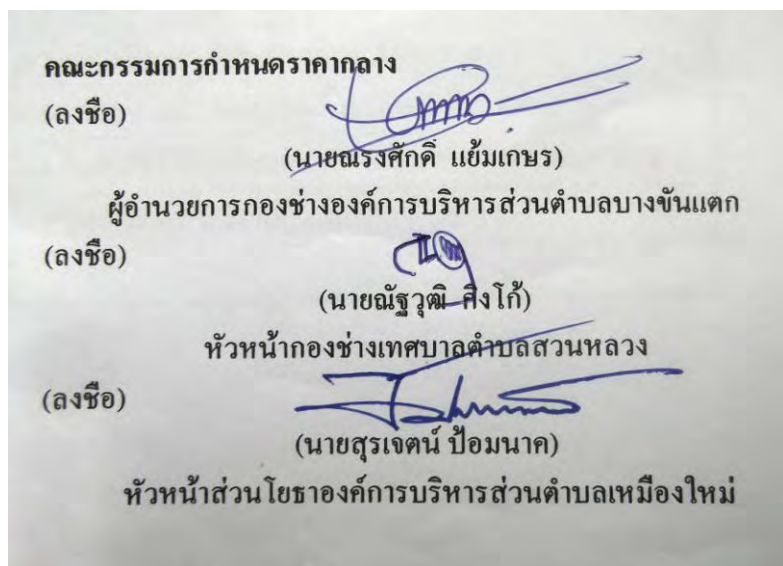 คณะกรรมการกำหนดราคากลาง
(ลงชื่อ)
(นายณรงศักดิ์ แย้มเกษร)
ผู้อำนวยการกองช่างองค์การบริหารส่วนตำบลบางขันแตก
(ลงชื่อ)
(นายณัฐวุฒิ สิงโก้)
หัวหน้ากองช่างเทศบาลตำบลสวนหลวง
(ลงชื่อ)
(นายสุรเจตน์ ป้อมนาค)
หัวหน้าส่วนโยธาองค์การบริหารส่วนตำบลเหมืองใหม่